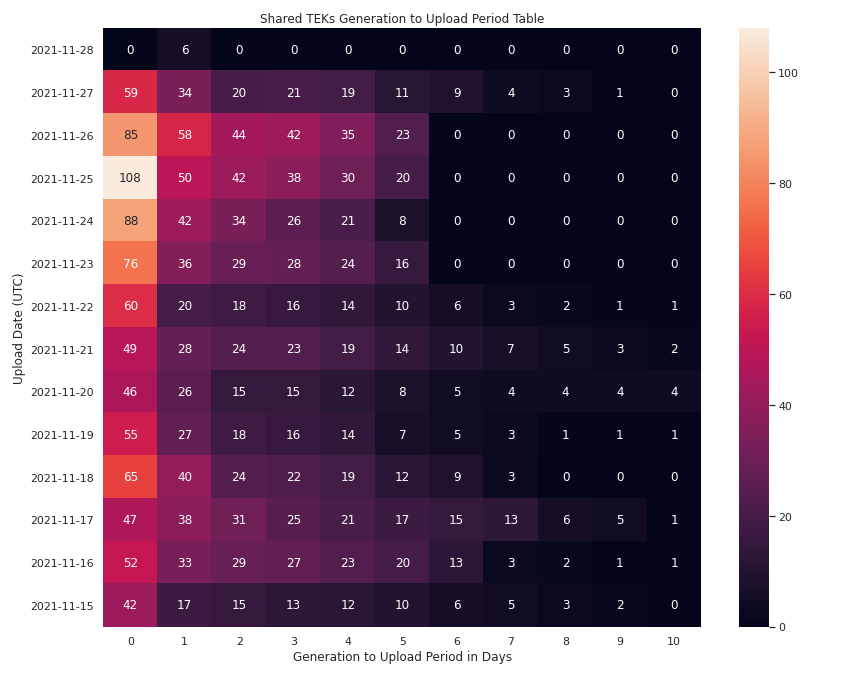 Shared TEKs Generation to Upload Period Table
2021-11-28 0 6 0 0 0 0 0 0 0 0 0
2021-11-27 59 34 20 21 19 11 9 4 3 1 0
2021-11-26 85 58 44 42 35 23 0 0 0 0 0
2021-11-25 108 50 42 38 30 20 0 0 0 0 0
2021-11-24 88 42 34 26 21 8 0 0 0 0 0
2021-11-23 76 36 29 28 24 16 0 0 0 0 0
2021-11-22 60 20 18 16 14 10 6 3 2 1 1
2021-11-21 49 28 24 23 19 14 10 7 5 3 2
2021-11-20 46 26 15 15 12 8 5 4 4 4 4
2021-11-19 55 27 18 16 14 7 5 3 1 1 1
2021-11-18 65 40 24 22 19 12 9 3 0 0 0
2021-11-17 47 38 31 25 21 17 15 13 6 5 1
2021-11-16 52 33 29 27 23 20 13 3 2 1 1
2021-11-15 42 17 15 13 12 10 6 5 3 2 0
0 1 2 3 4 5 6 7 8 9 10
Generation to Upload Period in Days
Upload Date (UTC)
100
80
60
40
20
0